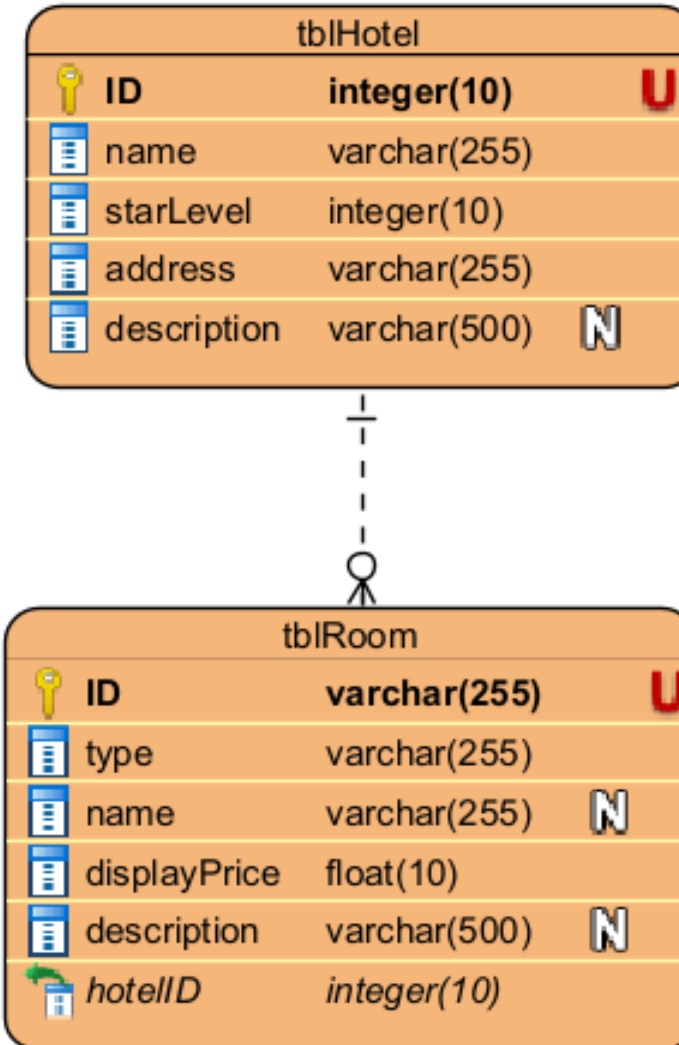 tblHotel
ID integer(10) U
name varchar(255)
starLevel integer(10)
address varchar(255)
description varchar(500) N
tblRoom
ID varchar(255) U
type varchar(255)
name varchar(255) N
displayPrice float(10)
description varchar(500) N
hotelID integer(10)